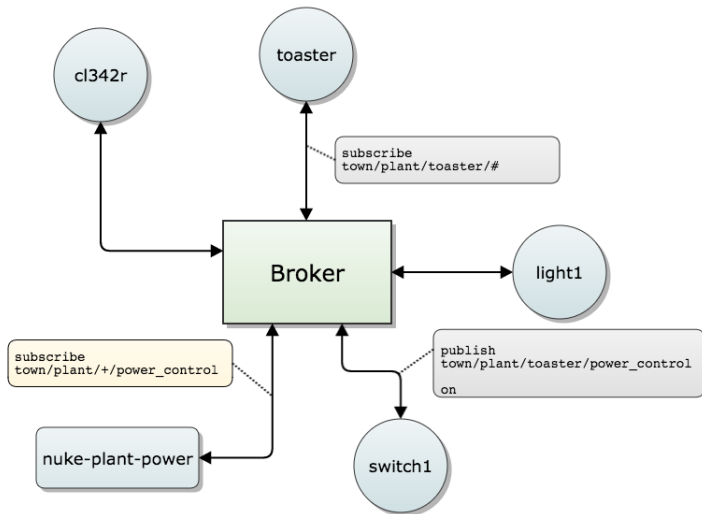 toaster
cl342r
subscribe
town/plant/toaster/#
Broker
light1
subscribe
town/plant/+/power_control
publish
town/plant/toaster/power_control
on
nuke-plant-power
switch1